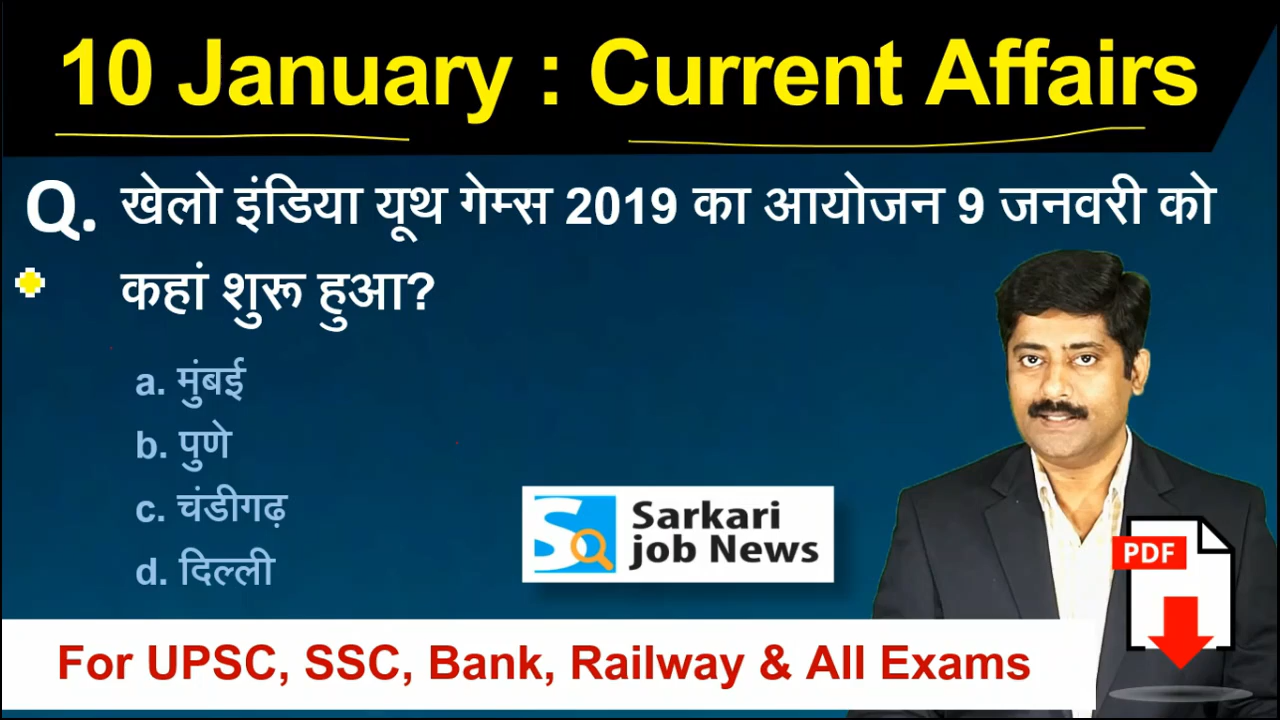 10 January : Current Affairs
Q. खेलो इंडिया यूथ गेम्स 2019 का आयोजन 9 जनवरी को
कहां शुरू हुआ?
a. मुंबई
b. पुणे
c. चंडीगढ़
d. दिल्ली
Sarkari
job News
PDF
For UPSC, SSC, Bank, Railway & All Exams